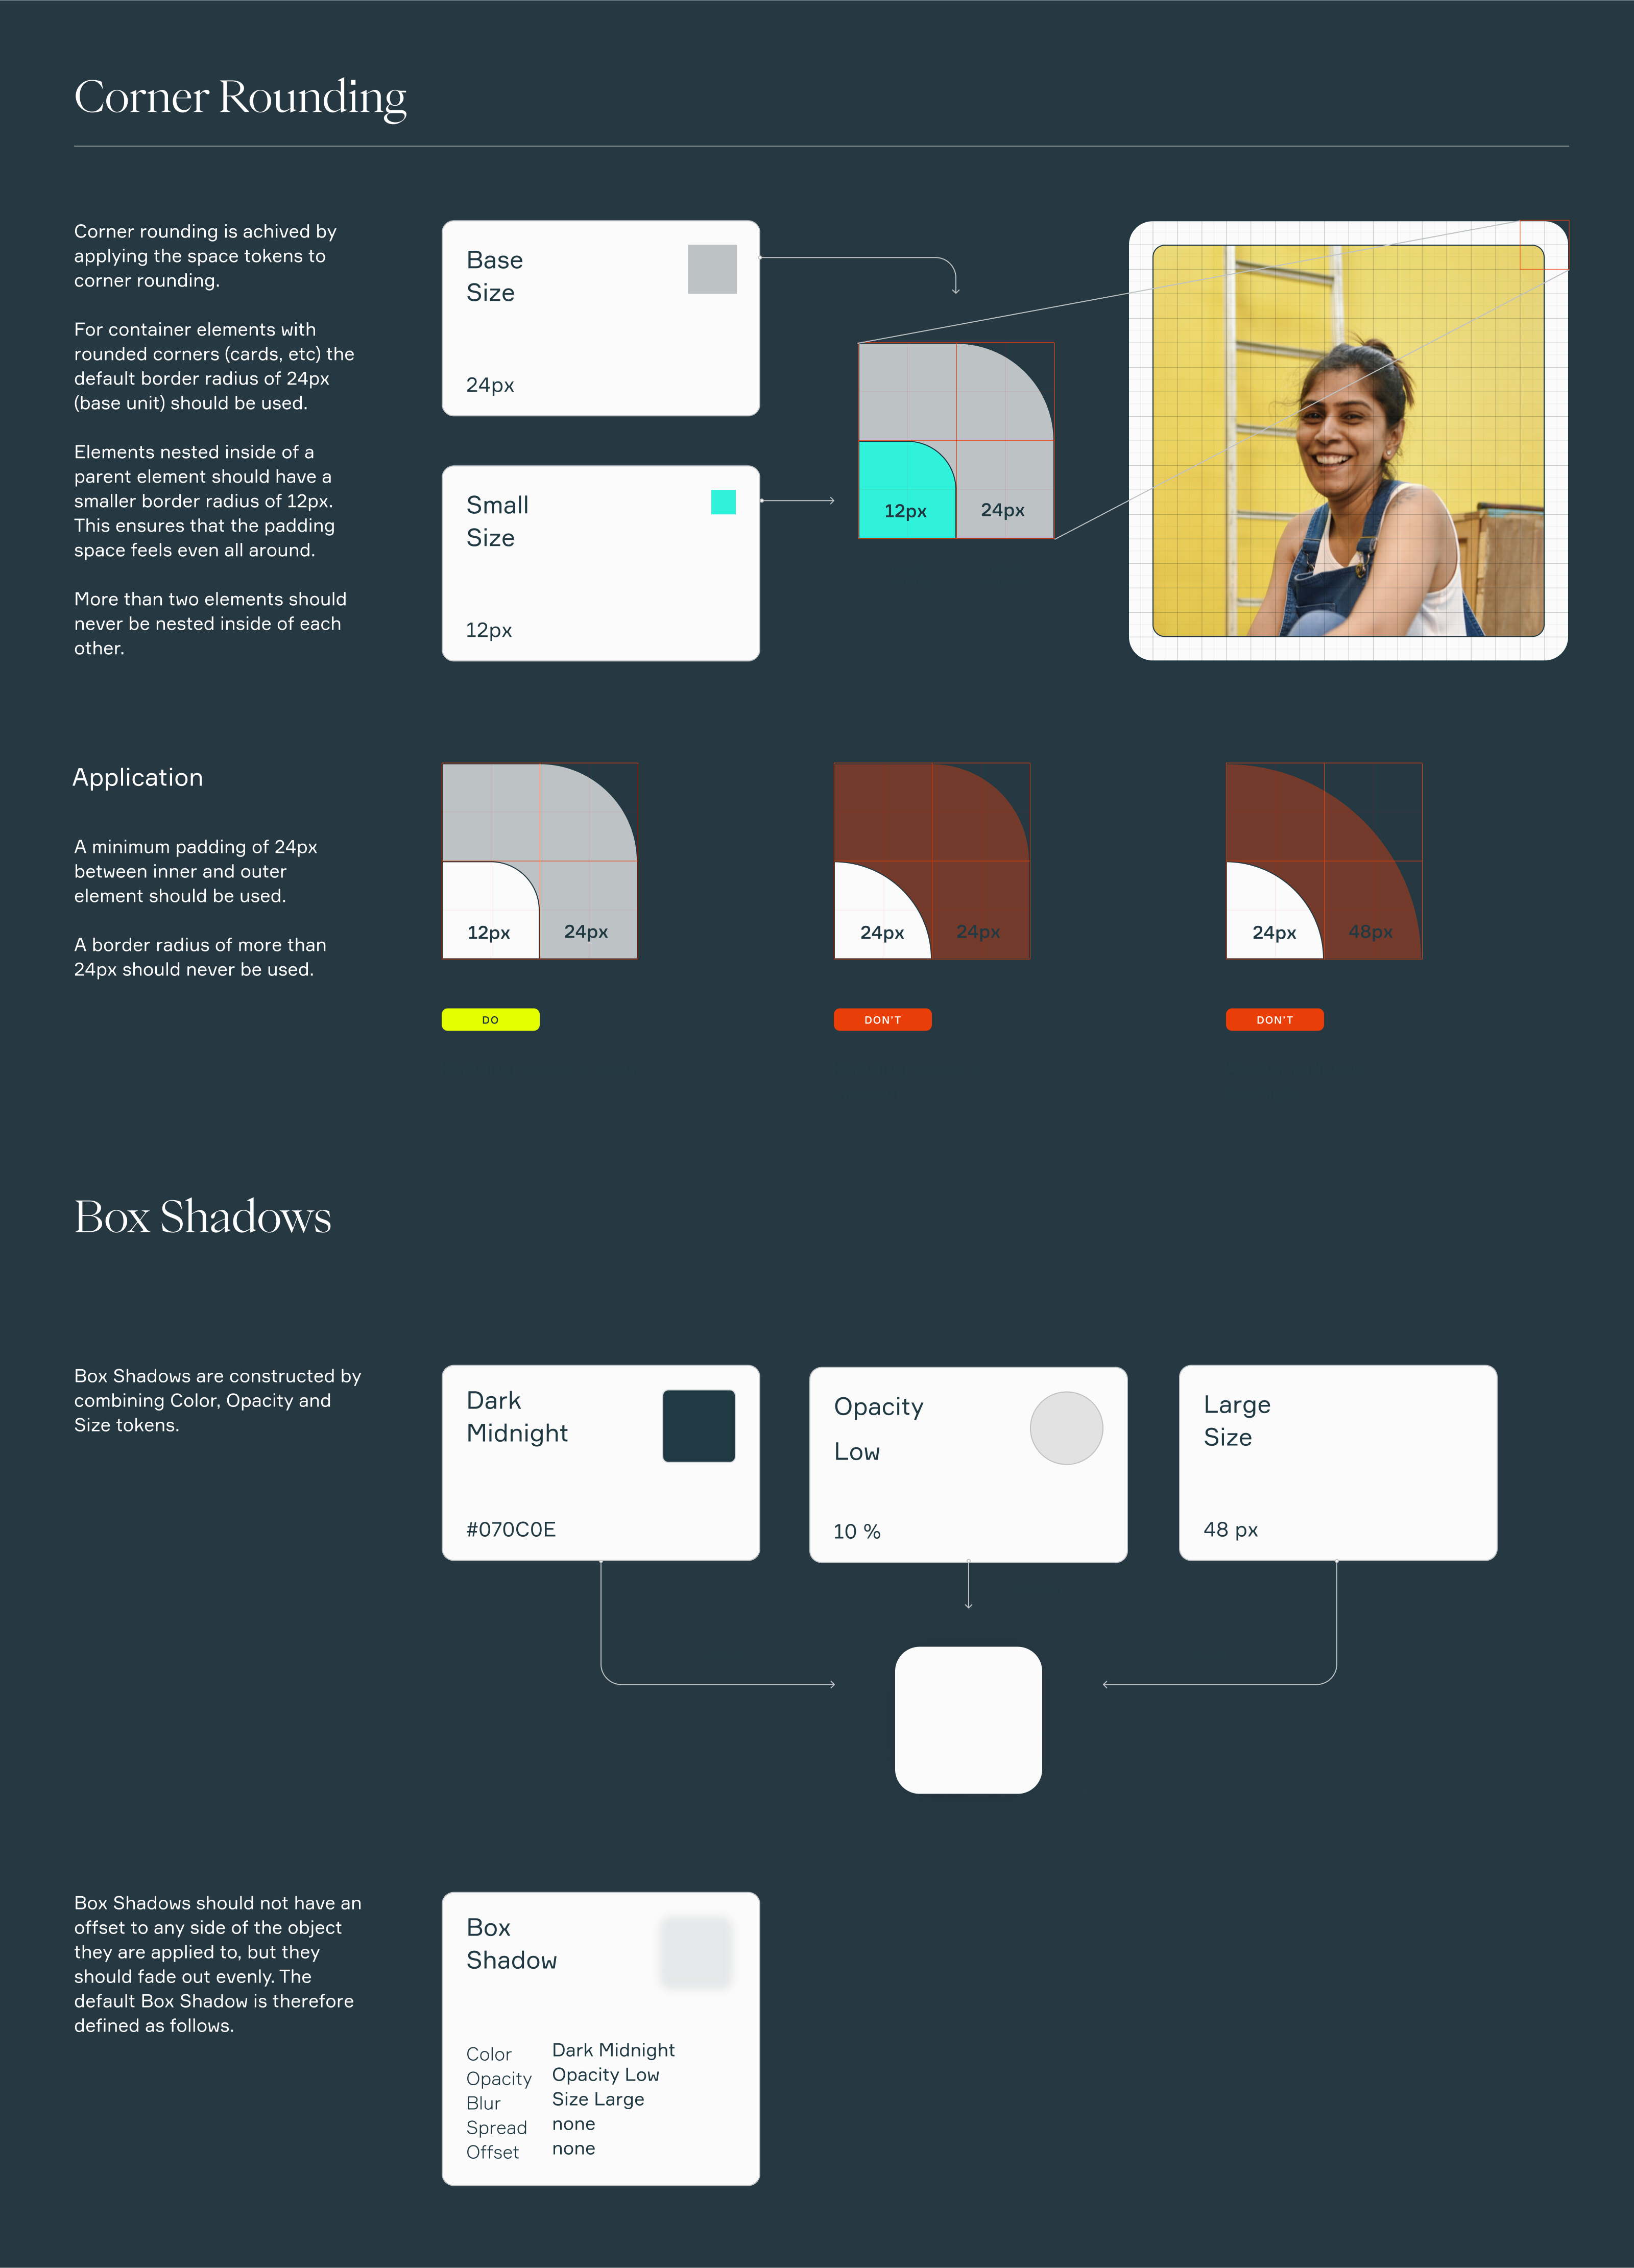 Corner Rounding
Corner rounding is achived by
applying the space tokens to
corner rounding.
For container elements with
rounded corners (cards, etc) the
default border radius of 24px
(base unit) should be used.
Elements nested inside of a
parent element should have a
smaller border radius of 12px.
This ensures that the padding
space feels even all around.
More than two elements should
never be nested inside of each
other.
Base
Size
24px
Small
Size
12px
12px
24px
Application
A minimum padding of 24px
between inner and outer
element should be used.
A border radius of more than
24px should never be used.
12px
24px
DO
24px
24px
DON'T
24px
48px
DON'T
Box Shadows
Box Shadows are constructed by
combining Color, Opacity and
Size tokens.
Dark
Midnight
#070C0E
Opacity
Low
10 %
Large
Size
48 px
Box Shadows should not have an
offset to any side of the object
they are applied to, but they
should fade out evenly. The
default Box Shadow is therefore
defined as follows.
Box
Shadow
Color Dark Midnight
Opacity Opacity Low
Blur Size Large
Spread none
Offset none